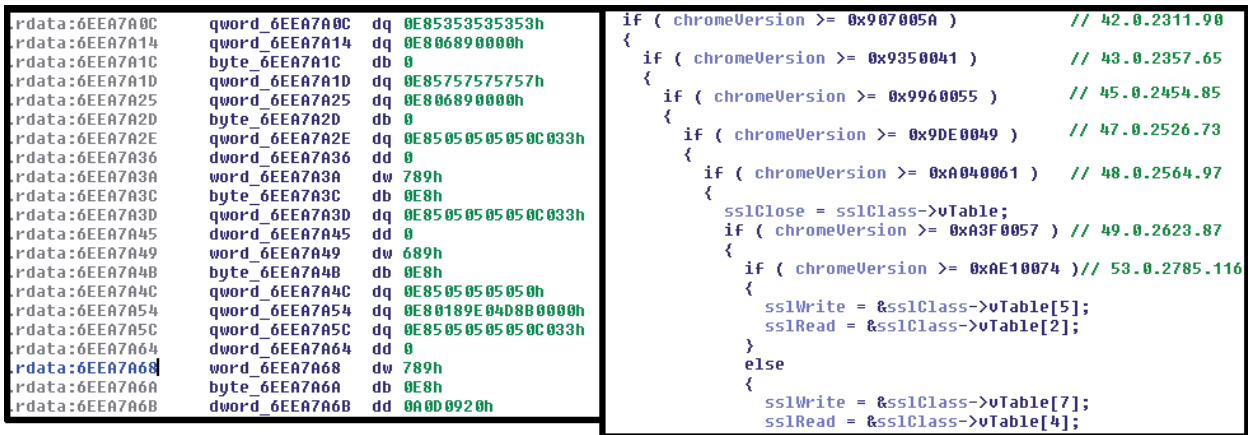 .rdata:6EEA7A0C qword_6EEA7A0C dq 0E85353535353h
.rdata:6EEA7A14 qword_6EEA7A14 dq 0E806890000h
.rdata:6EEA7A1C byte_6EEA7A1C db 0
.rdata:6EEA7A1D qword_6EEA7A1D dq 0E85757575757h
.rdata:6EEA7A25 qword_6EEA7A25 dq 0E806890000h
.rdata:6EEA7A2D byte_6EEA7A2D db 0
.rdata:6EEA7A2E qword_6EEA7A2E dq 0E85050505050C033h
.rdata:6EEA7A36 dword_6EEA7A36 dd 0
.rdata:6EEA7A3A word_6EEA7A3A dw 789h
.rdata:6EEA7A3C byte_6EEA7A3C db 0E8h
.rdata:6EEA7A3D qword_6EEA7A3D dq 0E85050505050C033h
.rdata:6EEA7A45 dword_6EEA7A45 dd 0
.rdata:6EEA7A49 word_6EEA7A49 dw 689h
.rdata:6EEA7A4B byte_6EEA7A4B db 0E8h
.rdata:6EEA7A4C qword_6EEA7A4C dq 0E85050505050h
.rdata:6EEA7A54 qword_6EEA7A54 dq 0E80189E04D8B0000h
.rdata:6EEA7A5C qword_6EEA7A5C dq 0E85050505050C033h
.rdata:6EEA7A64 dword_6EEA7A64 dd 0
.rdata:6EEA7A68 word_6EEA7A68 dw 789h
.rdata:6EEA7A6A byte_6EEA7A6A db 0E8h
.rdata:6EEA7A6B dword_6EEA7A6B dd 0A0D0920h
if ( chromeVersion >= 0x907005A ) // 42.0.2311.90
{
if ( chromeVersion >= 0x9350041 ) // 43.0.2357.65
{
if ( chromeVersion >= 0x9960055 ) // 45.0.2454.85
{
if ( chromeVersion >= 0x9DE0049 ) // 47.0.2526.73
{
if ( chromeVersion >= 0xA040061 ) // 48.0.2564.97
{
sslClose = sslClass->vTable;
if ( chromeVersion >= 0xA3F0057 ) // 49.0.2623.87
{
if ( chromeVersion >= 0xAE10074 )// 53.0.2785.116
{
sslWrite = &sslClass->vTable[5];
sslRead = &sslClass->vTable[2];
}
else
{
sslWrite = &sslClass->vTable[7];
sslRead = &sslClass->vTable[4];